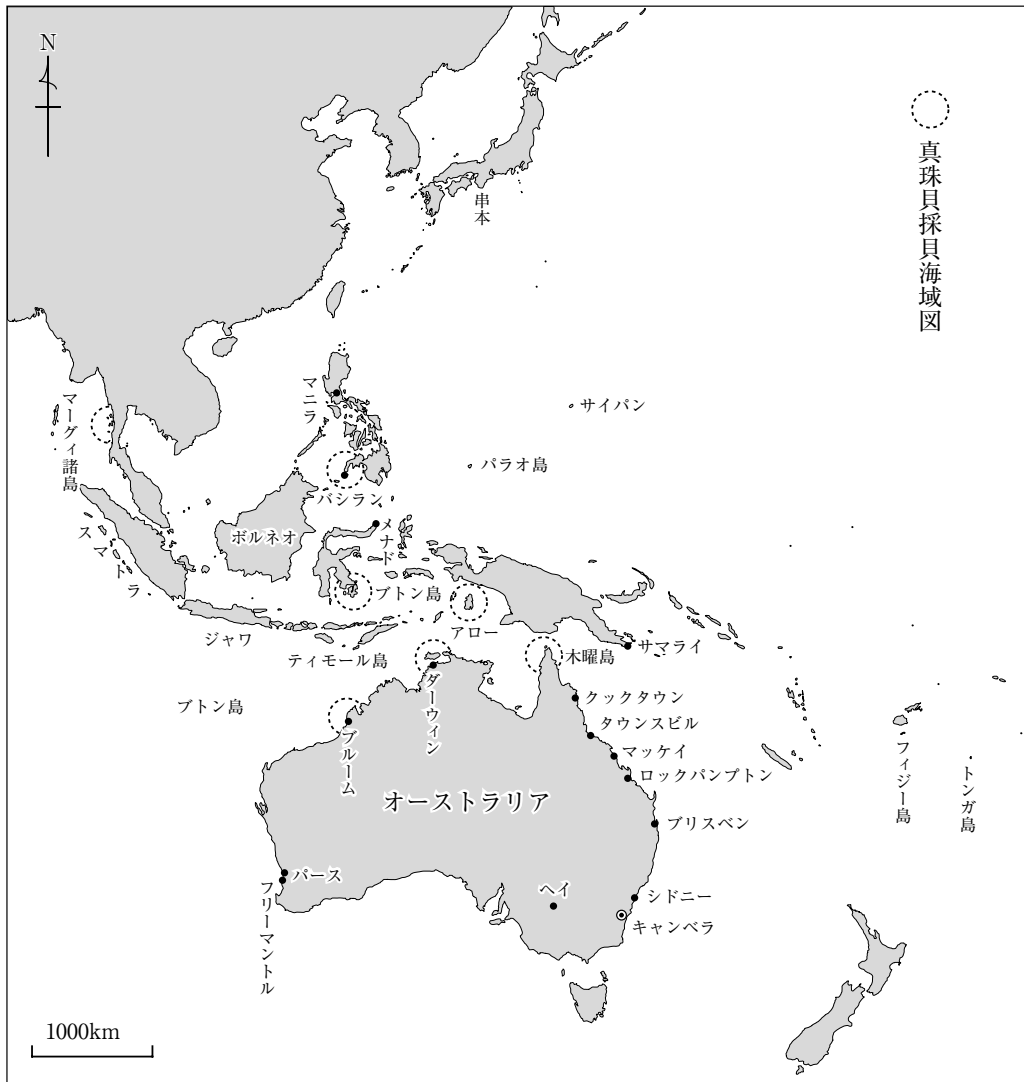 N
真珠貝採貝海域図
串本
マニラ
マーグィ諸島
サイパン
パラオ島
バシラン
メナド
ボルネオ
スマトラ
ブトン島
アロー
ジャワ
ティモール島
木曜島
サマライ
ブトン島
ダーウィン
クックタウン
タウンスビル
ブルーム
マッケイ
ロックパンプトン
オーストラリア
フィジー島
トンガ島
ブリスベン
パース
フリーマントル
ヘイ
シドニー
キャンベラ
1000km